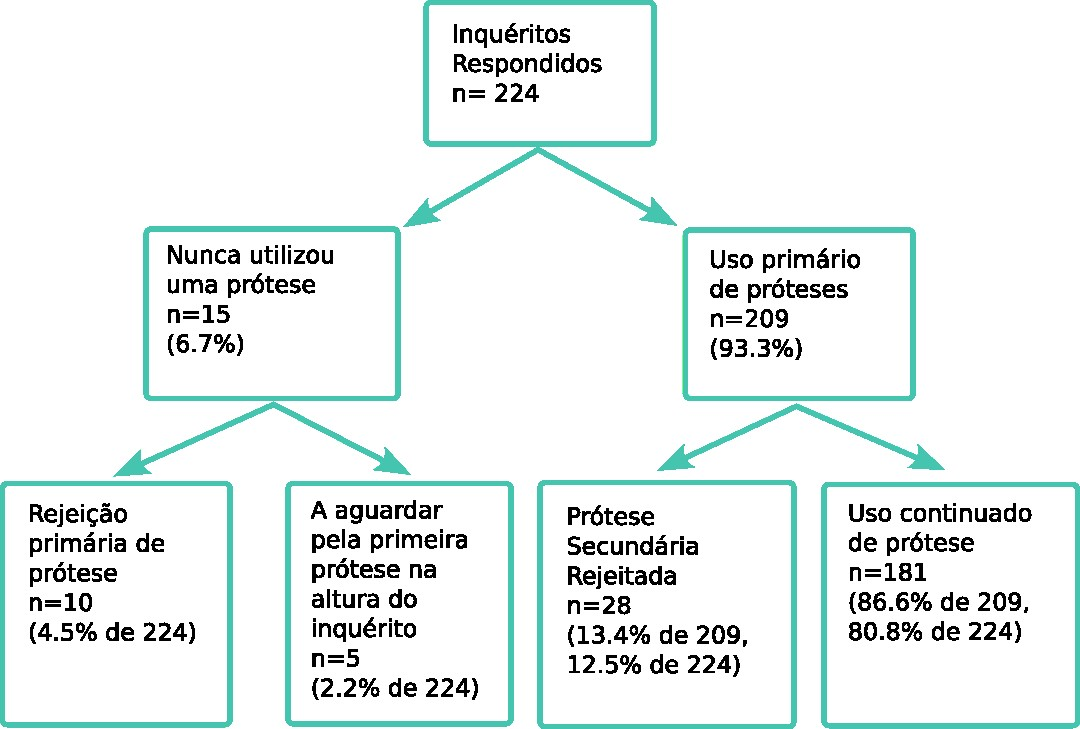 Inquéritos
Respondidos
n= 224
Nunca utilizou
uma prótese
n=15
(6.7%)
Uso primário
de próteses
n=209
(93.3%)
Rejeição
primária de
prótese
n=10
(4.5% de 224)
A aguardar
pela primeira
prótese na
altura do
inquérito
n=5
(2.2% de 224)
Prótese
Secundária
Rejeitada
n=28
(13.4% de 209,
12.5% de 224)
Uso continuado
de prótese
n=181
(86.6% de 209,
80.8% de 224)